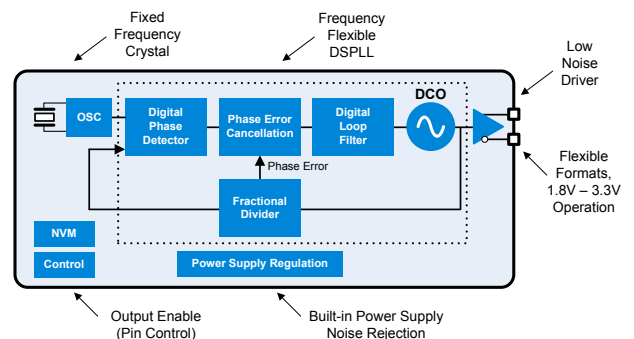 Fixed
Frequency
Crystal
Frequency
Flexible
DSPLL
Low
Noise
Driver
OSC
Digital
Phase
Detector
Phase Error
Cancellation
Digital
Loop
Filter
DCO
Phase Error
Fractional
Divider
Flexible
Formats,
1.8V – 3.3V
Operation
NVM
Control
Power Supply Regulation
Output Enable
(Pin Control)
Built-in Power Supply
Noise Rejection